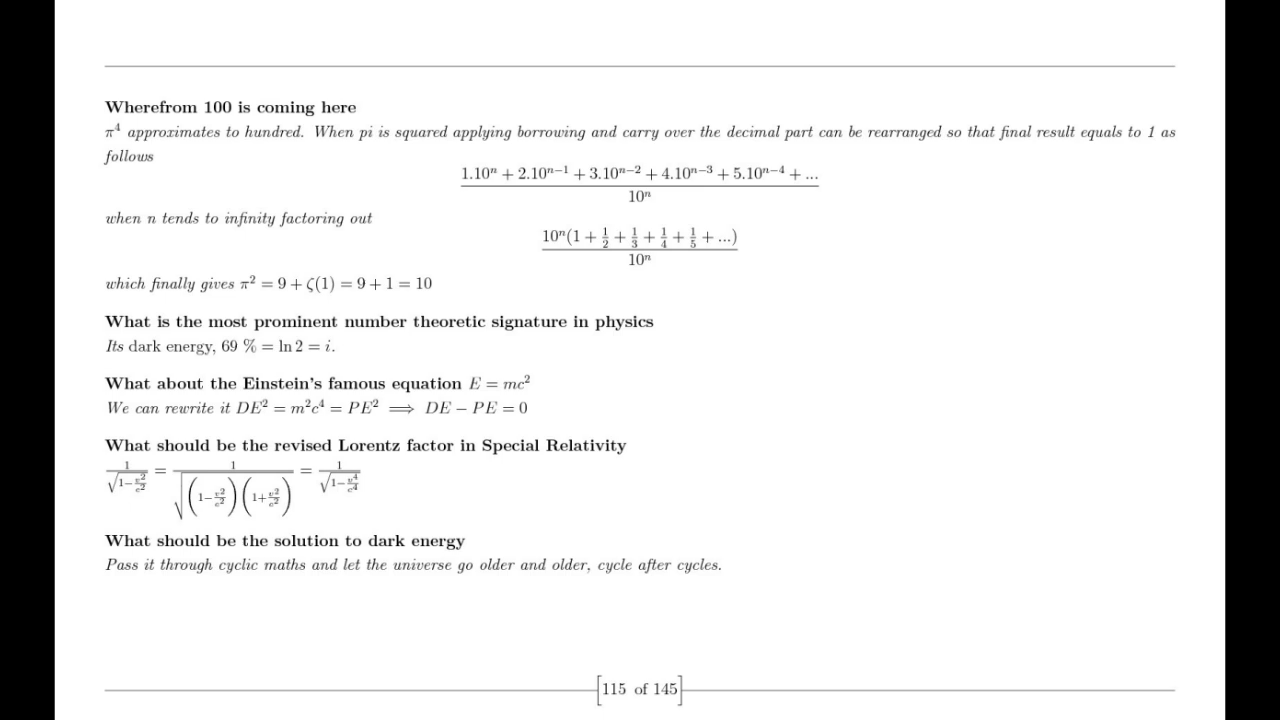 Wherefrom 100 is coming here
π⁴ approximates to hundred. When pi is squared applying borrowing and carry over the decimal part can be rearranged so that final result equals to 1 as
follows
1.10ⁿ + 2.10ⁿ⁻¹ + 3.10ⁿ⁻² + 4.10ⁿ⁻³ + 5.10ⁿ⁻⁴ + ...
10ⁿ
when n tends to infinity factoring out
10ⁿ(1 + 1/2 + 1/3 + 1/4 + 1/5 + ...)
10ⁿ
which finally gives π² = 9 + ζ(1) = 9 + 1 = 10
What is the most prominent number theoretic signature in physics
Its dark energy, 69 % = ln 2 = i.
What about the Einstein's famous equation E = mc²
We can rewrite it DE² = m²c⁴ = PE² ⟹ DE − PE = 0
What should be the revised Lorentz factor in Special Relativity
1/√(1−v²/c²) = 1/√((1−v²/c²)(1+v²/c²)) = 1/√(1−v⁴/c⁴)
What should be the solution to dark energy
Pass it through cyclic maths and let the universe go older and older, cycle after cycles.
[115 of 145]